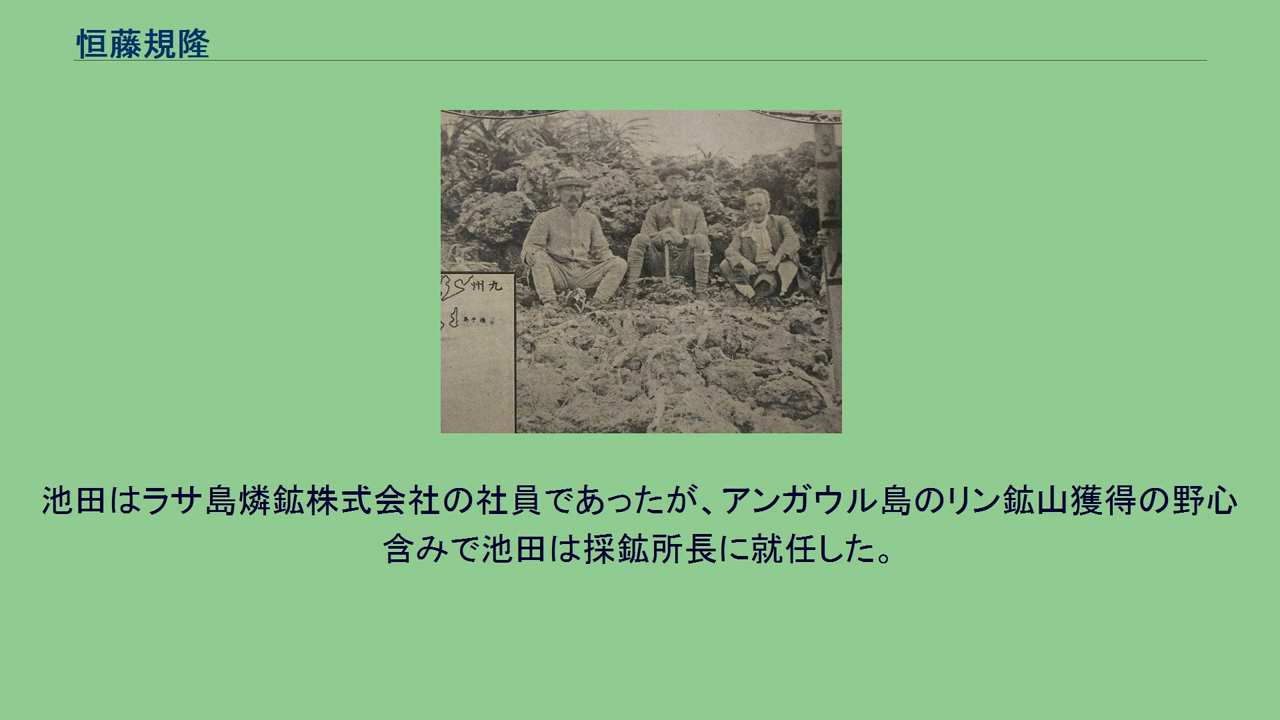 恒藤規隆
九州
池田はラサ島燐鉱株式会社の社員であったが、アンガウル島のリン鉱山獲得の野心
含みで池田は採鉱所長に就任した。